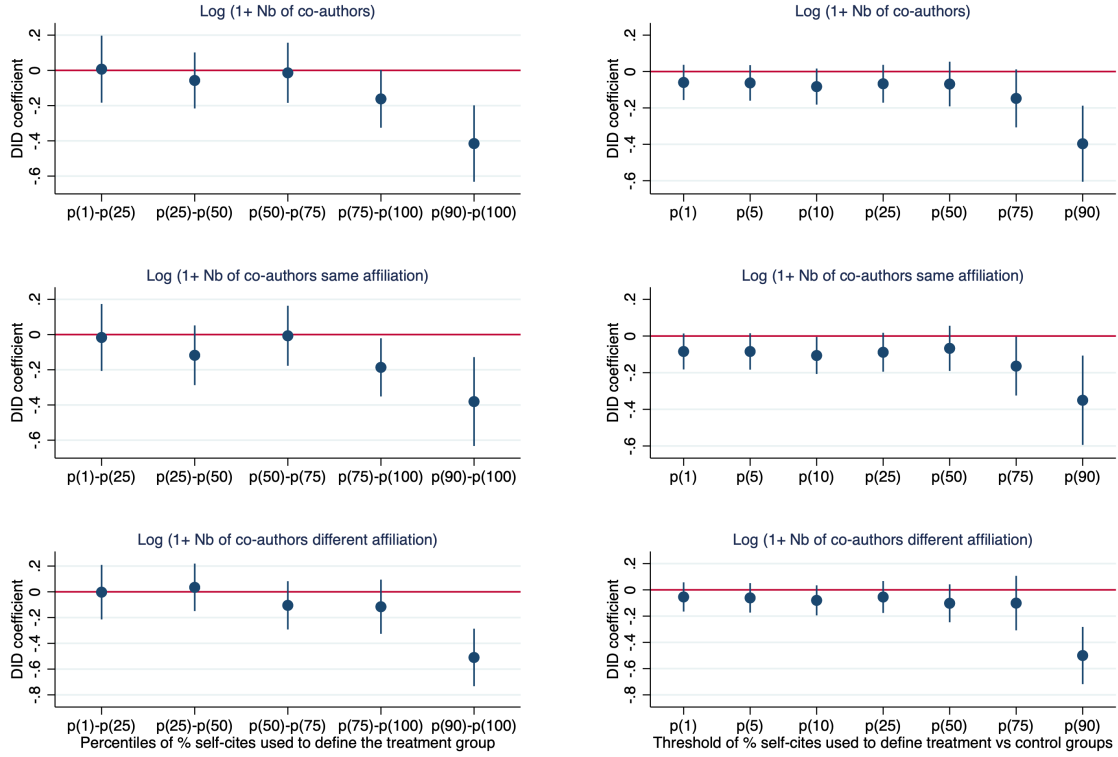 Log (1+ Nb of co-authors)
DID coefficient
.2
0
-.2
-.4
-.6
p(1)-p(25) p(25)-p(50) p(50)-p(75) p(75)-p(100) p(90)-p(100)
Log (1+ Nb of co-authors)
DID coefficient
.2
0
-.2
-.4
-.6
p(1) p(5) p(10) p(25) p(50) p(75) p(90)
Log (1+ Nb of co-authors same affiliation)
DID coefficient
.2
0
-.2
-.4
-.6
p(1)-p(25) p(25)-p(50) p(50)-p(75) p(75)-p(100) p(90)-p(100)
Log (1+ Nb of co-authors same affiliation)
DID coefficient
.2
0
-.2
-.4
-.6
p(1) p(5) p(10) p(25) p(50) p(75) p(90)
Log (1+ Nb of co-authors different affiliation)
DID coefficient
.2
0
-.2
-.4
-.6
-.8
p(1)-p(25) p(25)-p(50) p(50)-p(75) p(75)-p(100) p(90)-p(100)
Percentiles of % self-cites used to define the treatment group
Log (1+ Nb of co-authors different affiliation)
DID coefficient
.2
0
-.2
-.4
-.6
-.8
p(1) p(5) p(10) p(25) p(50) p(75) p(90)
Threshold of % self-cites used to define treatment vs control groups